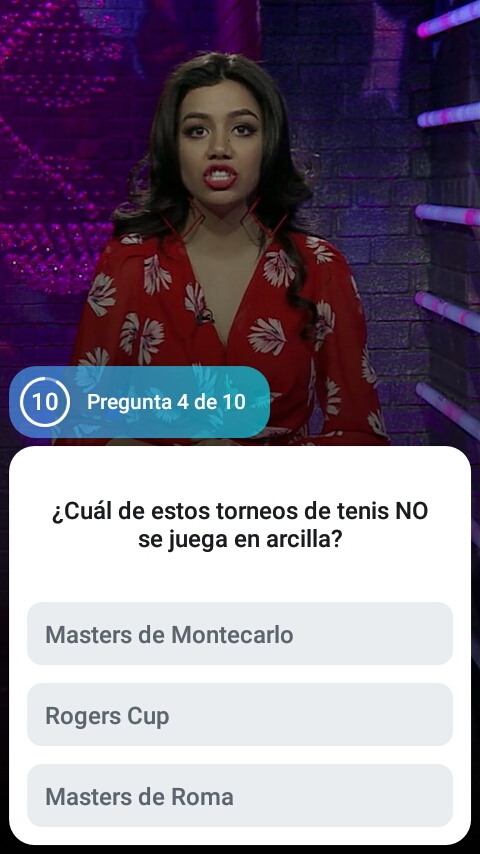 10
Pregunta 4 de 10
¿Cuál de estos torneos de tenis NO
se juega en arcilla?
Masters de Montecarlo
Rogers Cup
Masters de Roma